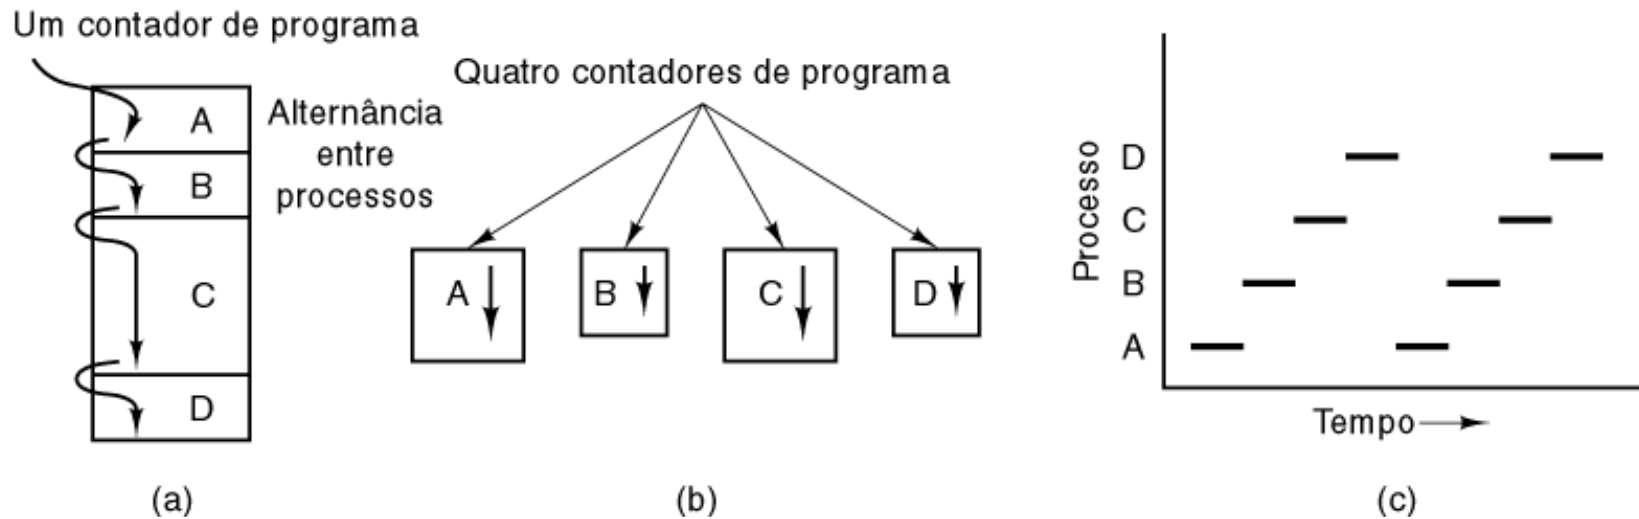 Um contador de programa
A
B
C
D
Alternância
entre
processos
(a)
Quatro contadores de programa
A
B
C
D
(b)
Processo
D
C
B
A
Tempo
(c)